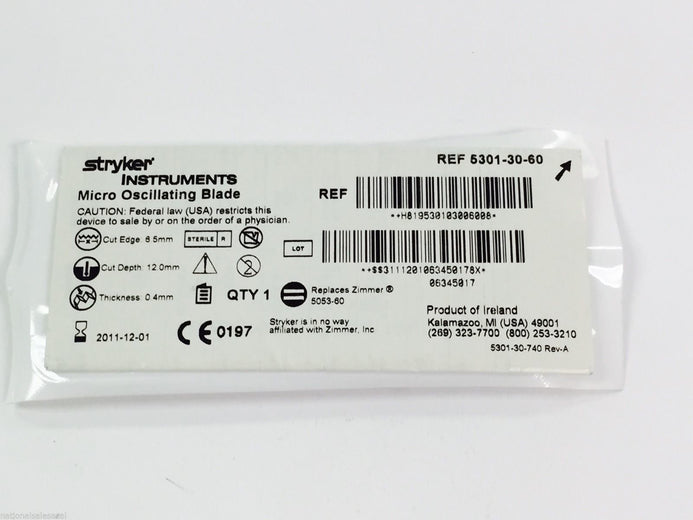 stryker®
INSTRUMENTS
REF 5301-30-60
Micro Oscillating Blade
REF
CAUTION: Federal law (USA) restricts this
device to sale by or on the order of a physician.
**H819530103006008*
Cut Edge: 6.5mm
STERILE R
LOT
Cut Depth: 12.0mm
*+$$3111201063450178X*
06345017
Thickness: 0.4mm
QTY 1
Replaces Zimmer ®
5053-60
2011-12-01
CE 0197
Stryker is in no way
affiliated with Zimmer, Inc
Product of Ireland
Kalamazoo, MI (USA) 49001
(269) 323-7700 (800) 253-3210
5301-30-740 Rev-A